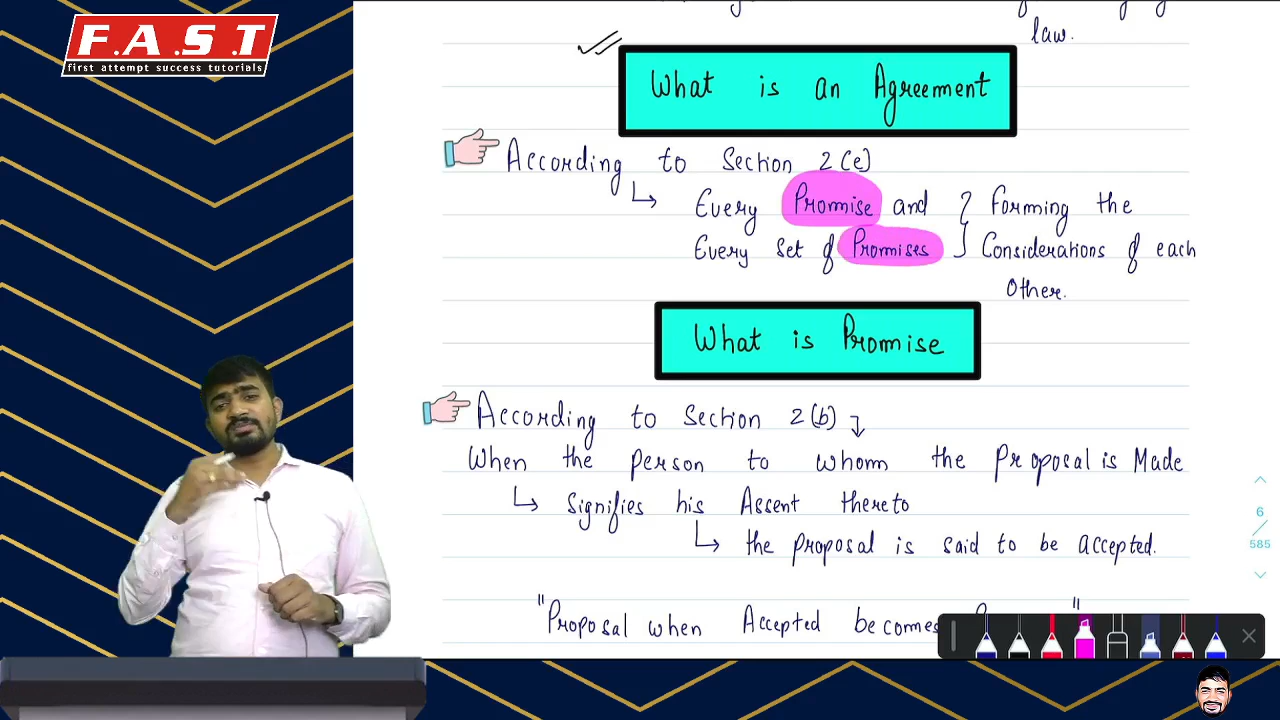 F.A.S.T
first attempt success tutorials
law.
What is an Agreement
According to Section 2(e)
Every Promise and } Forming the
Every set of Promises } Considerations of each
Other.
What is Promise
According to Section 2(b)
When the person to whom the Proposal is Made
signifies his Assent thereto
the proposal is said to be accepted.
"Proposal when Accepted becomes "
6
585